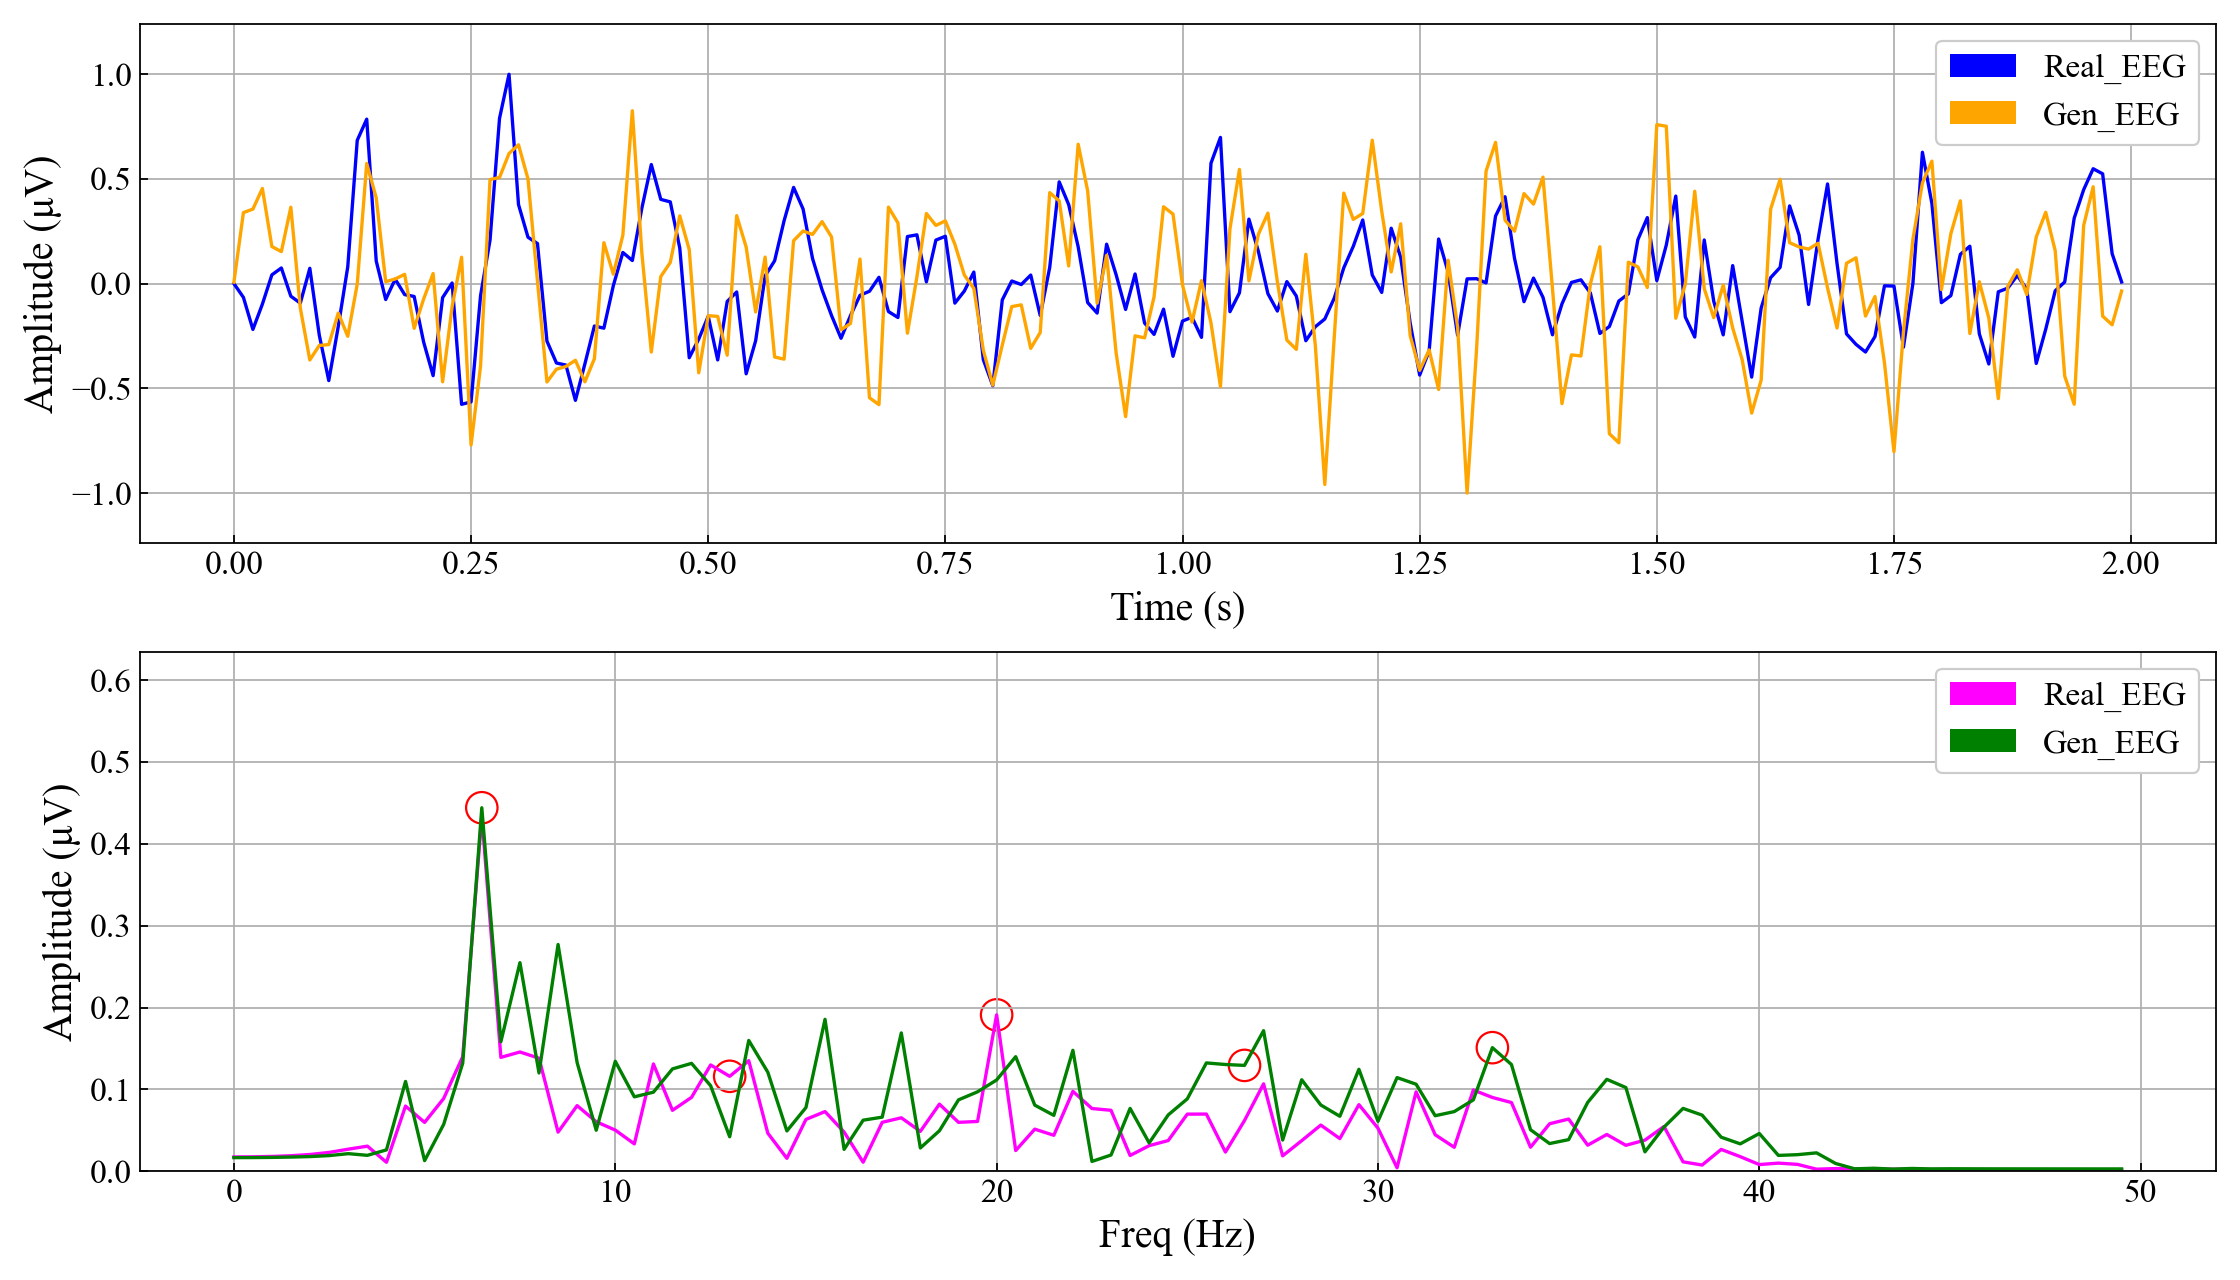 Amplitude (μV)
1.0
0.5
0.0
−0.5
−1.0
Real_EEG
Gen_EEG
0.00 0.25 0.50 0.75 1.00 1.25 1.50 1.75 2.00
Time (s)
Amplitude (μV)
0.6
0.5
0.4
0.3
0.2
0.1
0.0
Real_EEG
Gen_EEG
0 10 20 30 40 50
Freq (Hz)